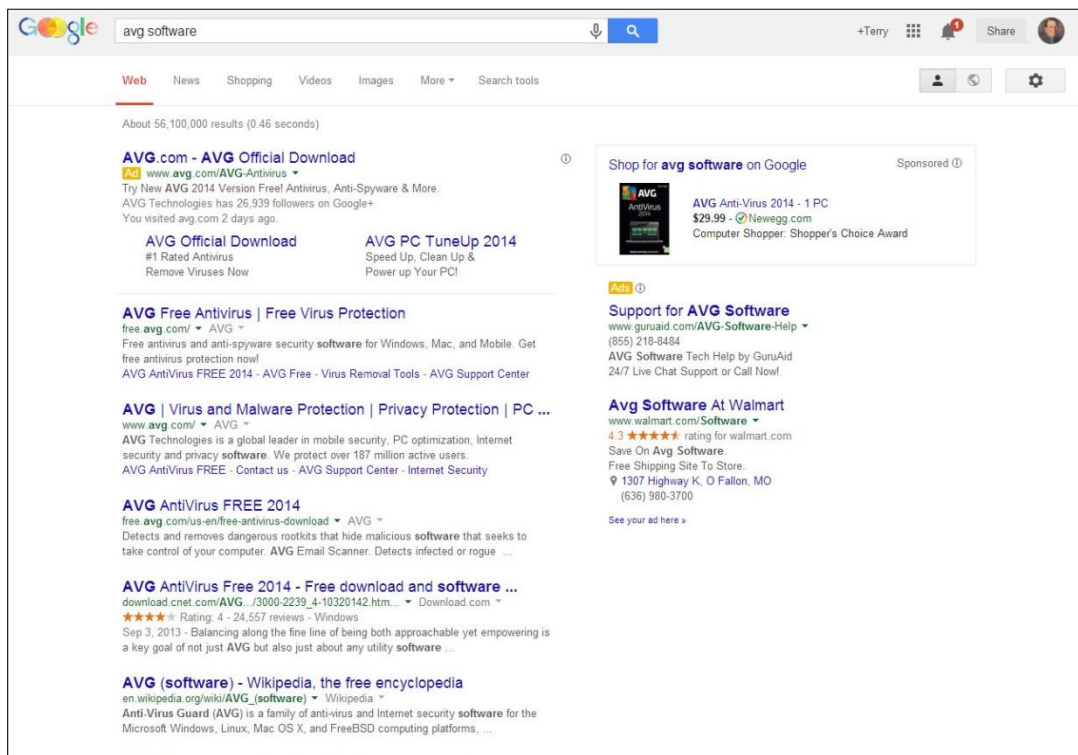 Google
avg software
+Terry
1
Share
Web News Shopping Videos Images More Search tools
About 56,100,000 results (0.46 seconds)
AVG.com - AVG Official Download
Ad www.avg.com/AVG-Antivirus
Try New AVG 2014 Version Free! Antivirus, Anti-Spyware & More.
AVG Technologies has 26,939 followers on Google+
You visited avg.com 2 days ago.
AVG Official Download
#1 Rated Antivirus
Remove Viruses Now
AVG PC TuneUp 2014
Speed Up, Clean Up &
Power up Your PC!
AVG Free Antivirus | Free Virus Protection
free.avg.com/ AVG
Free antivirus and anti-spyware security software for Windows, Mac, and Mobile. Get
free antivirus protection now!
AVG AntiVirus FREE 2014 - AVG Free - Virus Removal Tools - AVG Support Center
AVG | Virus and Malware Protection | Privacy Protection | PC ...
www.avg.com/ AVG
AVG Technologies is a global leader in mobile security, PC optimization, Internet
security and privacy software. We protect over 187 million active users.
AVG AntiVirus FREE - Contact us - AVG Support Center - Internet Security
AVG AntiVirus FREE 2014
free.avg.com/us-en/free-antivirus-download AVG
Detects and removes dangerous rootkits that hide malicious software that seeks to
take control of your computer. AVG Email Scanner. Detects infected or rogue ...
AVG AntiVirus Free 2014 - Free download and software ...
download.cnet.com/AVG.../3000-2239_4-10320142.htm... Download.com
Rating: 4 - 24,557 reviews - Windows
Sep 3, 2013 - Balancing along the fine line of being both approachable yet empowering is
a key goal of not just AVG but also just about any utility software ...
AVG (software) - Wikipedia, the free encyclopedia
en.wikipedia.org/wiki/AVG_(software) Wikipedia
Anti-Virus Guard (AVG) is a family of anti-virus and Internet security software for the
Microsoft Windows, Linux, Mac OS X, and FreeBSD computing platforms, ...
Shop for avg software on Google
Sponsored
AVG
AntiVirus
2014
AVG Anti-Virus 2014 - 1 PC
$29.99 - Newegg.com
Computer Shopper: Shopper's Choice Award
Ads
Support for AVG Software
www.guruaid.com/AVG-Software-Help
(855) 218-8484
AVG Software Tech Help by GuruAid
24/7 Live Chat Support or Call Now!
Avg Software At Walmart
www.walmart.com/Software
4.3 rating for walmart.com
Save On Avg Software.
Free Shipping Site To Store.
1307 Highway K, O Fallon, MO
(636) 980-3700
See your ad here »